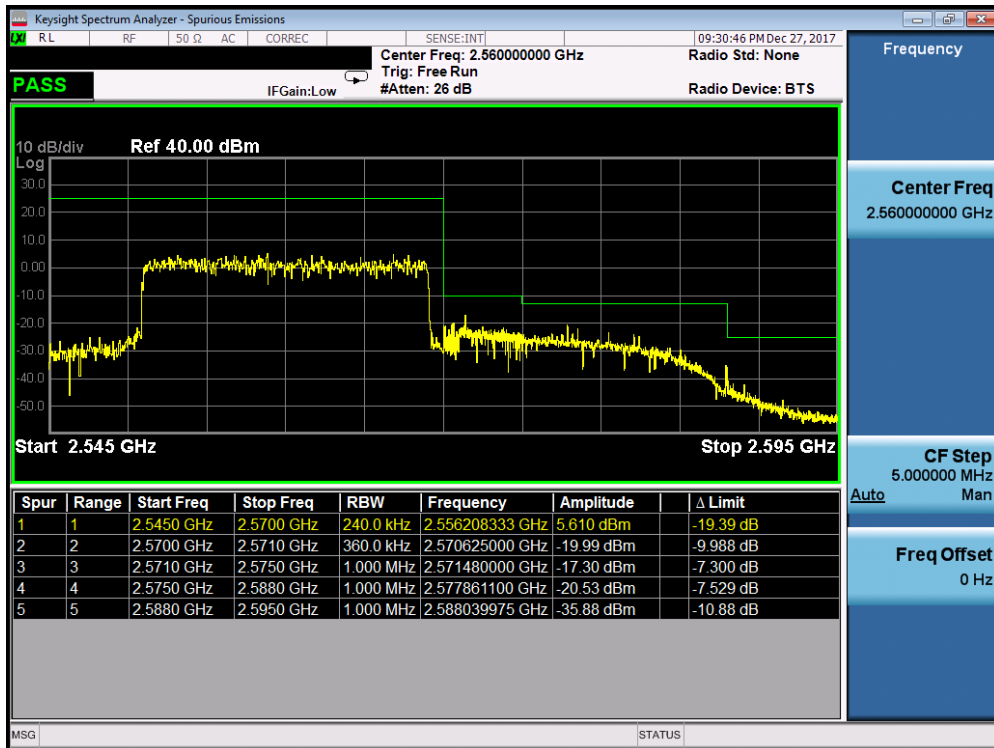 Keysight Spectrum Analyzer - Spurious Emissions
LXI RL RF 50 Ω AC CORREC SENSE:INT 09:30:46 PM Dec 27, 2017
Center Freq: 2.560000000 GHz Radio Std: None
Trig: Free Run
PASS IFGain:Low #Atten: 26 dB Radio Device: BTS
Frequency
10 dB/div Ref 40.00 dBm
Log
30.0
20.0
10.0
0.00
-10.0
-20.0
-30.0
-40.0
-50.0
Start 2.545 GHz Stop 2.595 GHz
Spur Range Start Freq Stop Freq RBW Frequency Amplitude Δ Limit
1 1 2.5450 GHz 2.5700 GHz 240.0 kHz 2.556208333 GHz 5.610 dBm -19.39 dB
2 2 2.5700 GHz 2.5710 GHz 360.0 kHz 2.570625000 GHz -19.99 dBm -9.988 dB
3 3 2.5710 GHz 2.5750 GHz 1.000 MHz 2.571480000 GHz -17.30 dBm -7.300 dB
4 4 2.5750 GHz 2.5880 GHz 1.000 MHz 2.577861100 GHz -20.53 dBm -7.529 dB
5 5 2.5880 GHz 2.5950 GHz 1.000 MHz 2.588039975 GHz -35.88 dBm -10.88 dB
Center Freq
2.560000000 GHz
CF Step
5.000000 MHz
Auto Man
Freq Offset
0 Hz
MSG STATUS